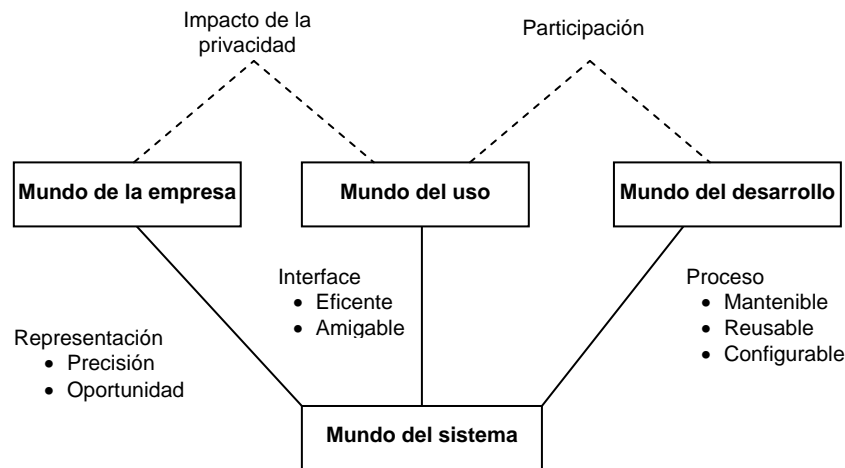 Impacto de la
privacidad
Participación
Mundo de la empresa
Mundo del uso
Mundo del desarrollo
Interface
• Eficente
• Amigable
Proceso
• Mantenible
• Reusable
• Configurable
Representación
• Precisión
• Oportunidad
Mundo del sistema